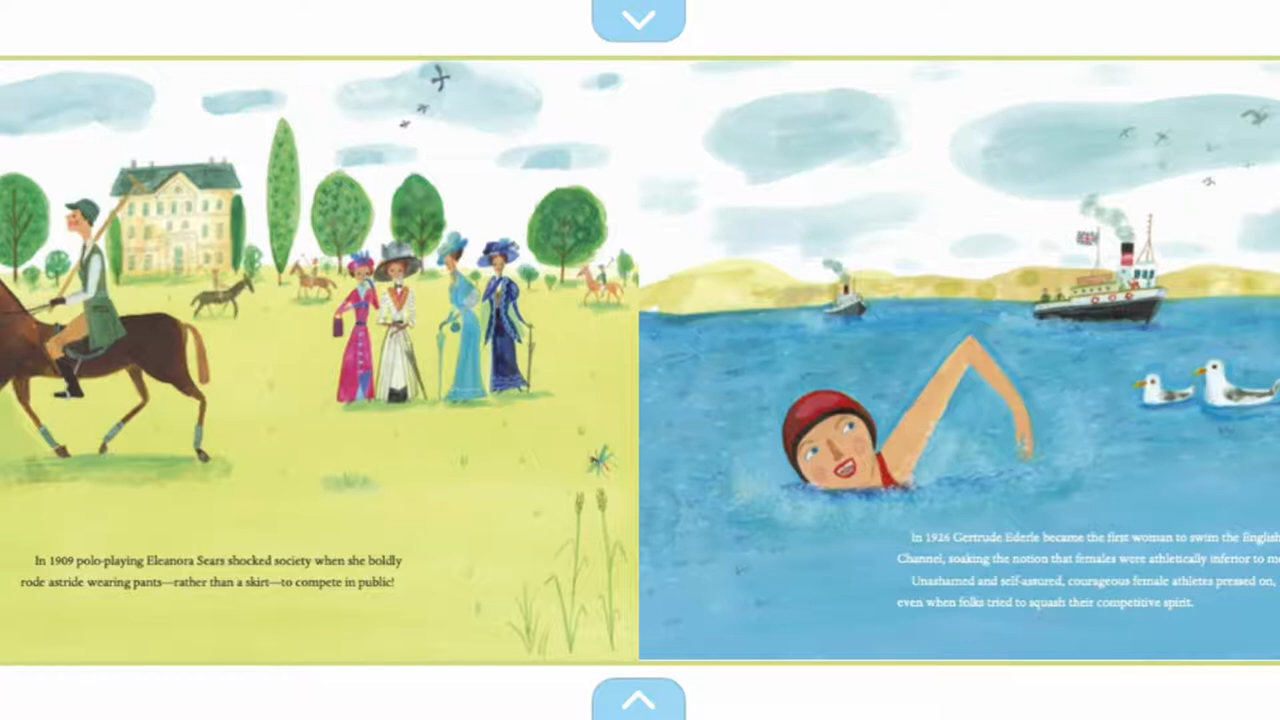 In 1909 polo-playing Eleanora Sears shocked society when she boldly
rode astride wearing pants—rather than a skirt—to compete in public!
In 1926 Gertrude Ederle became the first woman to swim the English
Channel, soaking the notion that females were athletically inferior to
Unashamed and self-assured, courageous female athletes pressed on,
even when folks tried to squash their competitive spirit.